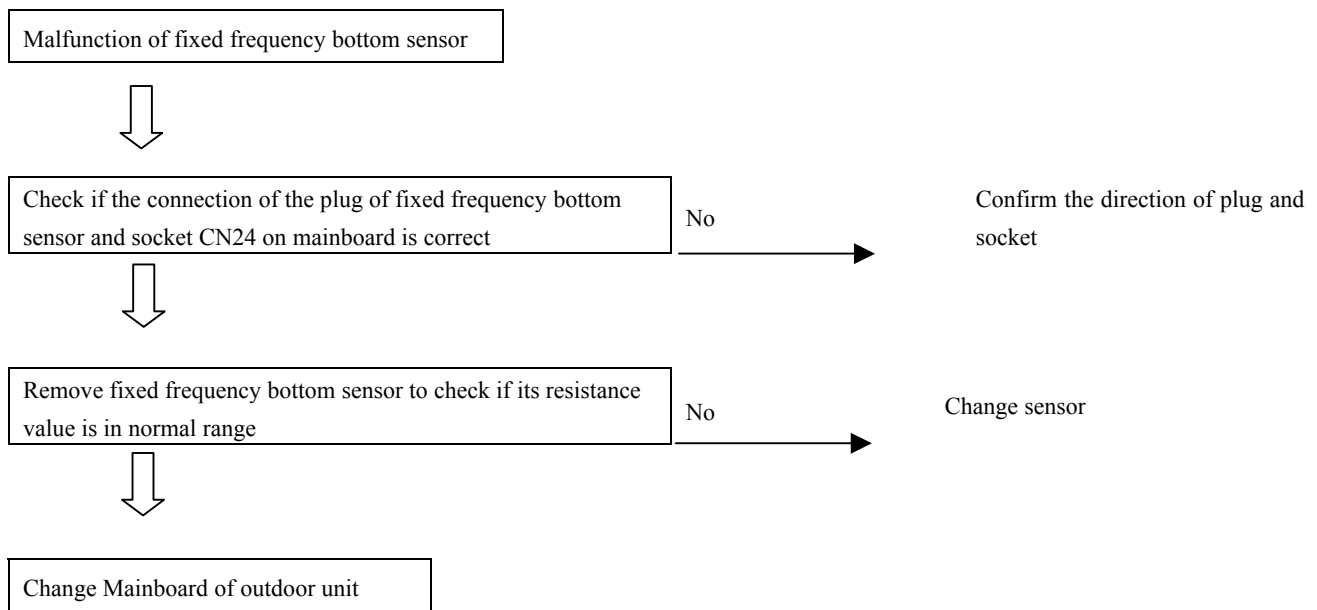 Malfunction of fixed frequency bottom sensor
Check if the connection of the plug of fixed frequency bottom
sensor and socket CN24 on mainboard is correct
No
Confirm the direction of plug and
socket
Remove fixed frequency bottom sensor to check if its resistance
value is in normal range
No
Change sensor
Change Mainboard of outdoor unit